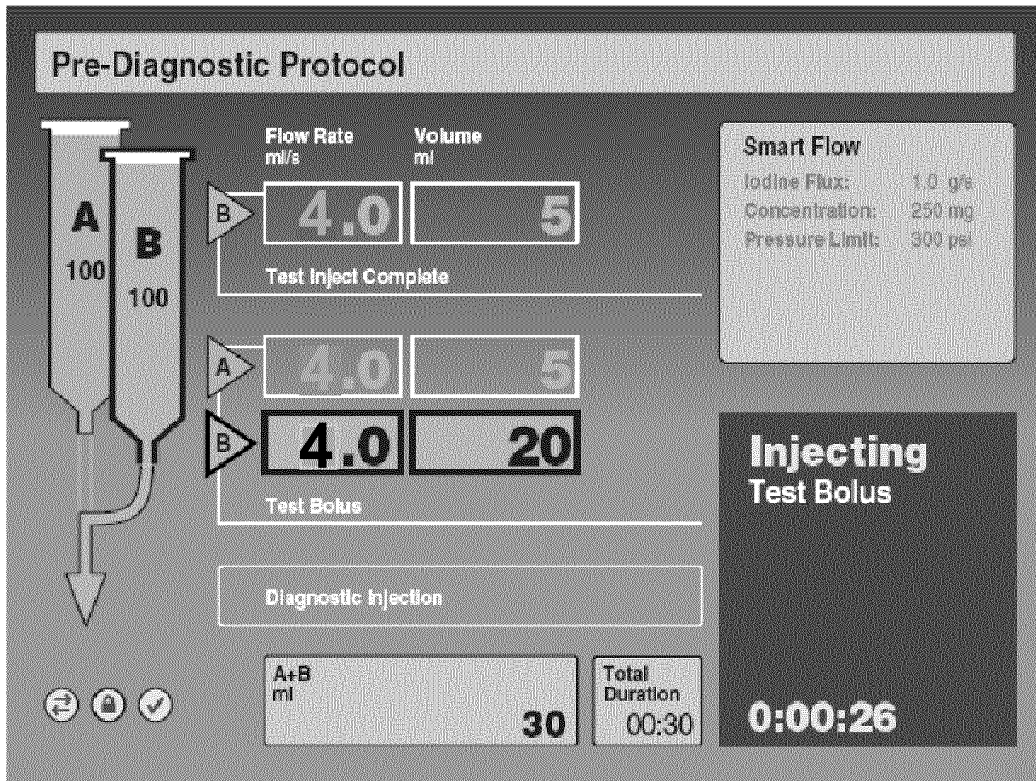 Pre-Diagnostic Protocol
A
100
B
100
Flow Rate
ml/s
Volume
ml
B
4.0
5
Test Inject Complete
A
4.0
5
B
4.0
20
Test Bolus
Diagnostic Injection
A+B
ml
30
Total
Duration
00:30
Smart Flow
Iodine Flux: 1.0 g/s
Concentration: 250 mg
Pressure Limit: 300 psi
Injecting
Test Bolus
0:00:26